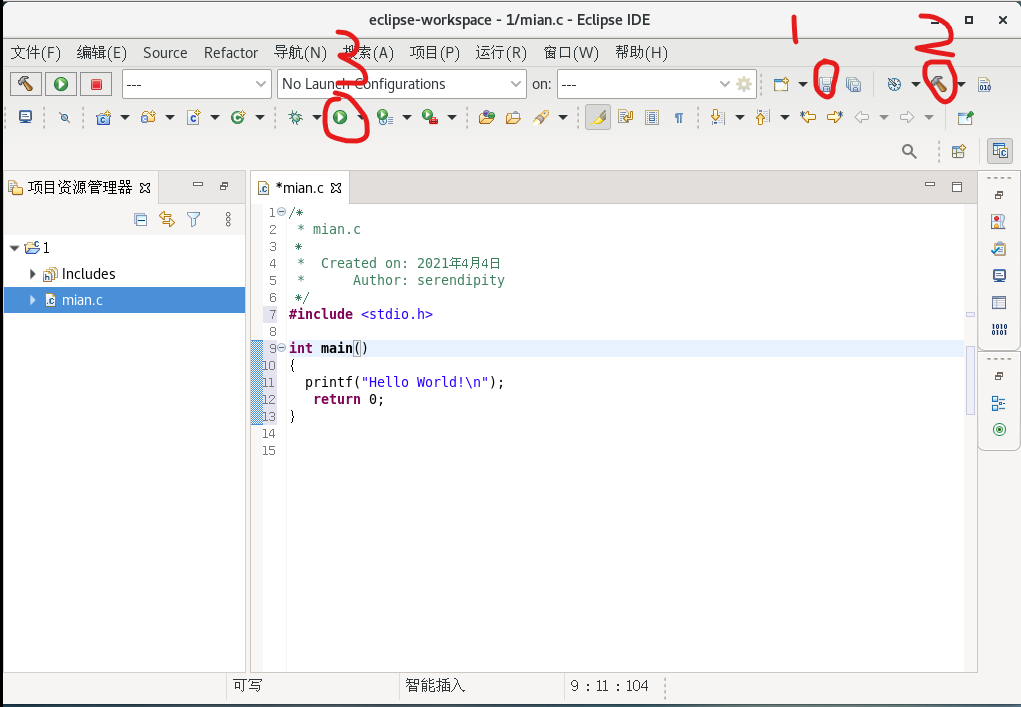 eclipse-workspace - 1/mian.c - Eclipse IDE
1
2
文件(F) 编辑(E) Source Refactor 导航(N) 搜索(A) 项目(P) 运行(R) 窗口(W) 帮助(H)
3
--- No Launch Configurations on: --- 010
项目资源管理器 *mian.c
1
Includes
mian.c
1 /*
2 * mian.c
3 *
4 * Created on: 2021年4月4日
5 * Author: serendipity
6 */
7 #include <stdio.h>
8
9 int main()
10 {
11 printf("Hello World!\n");
12 return 0;
13 }
14
15
1010
0101
可写 智能插入 9 : 11 : 104